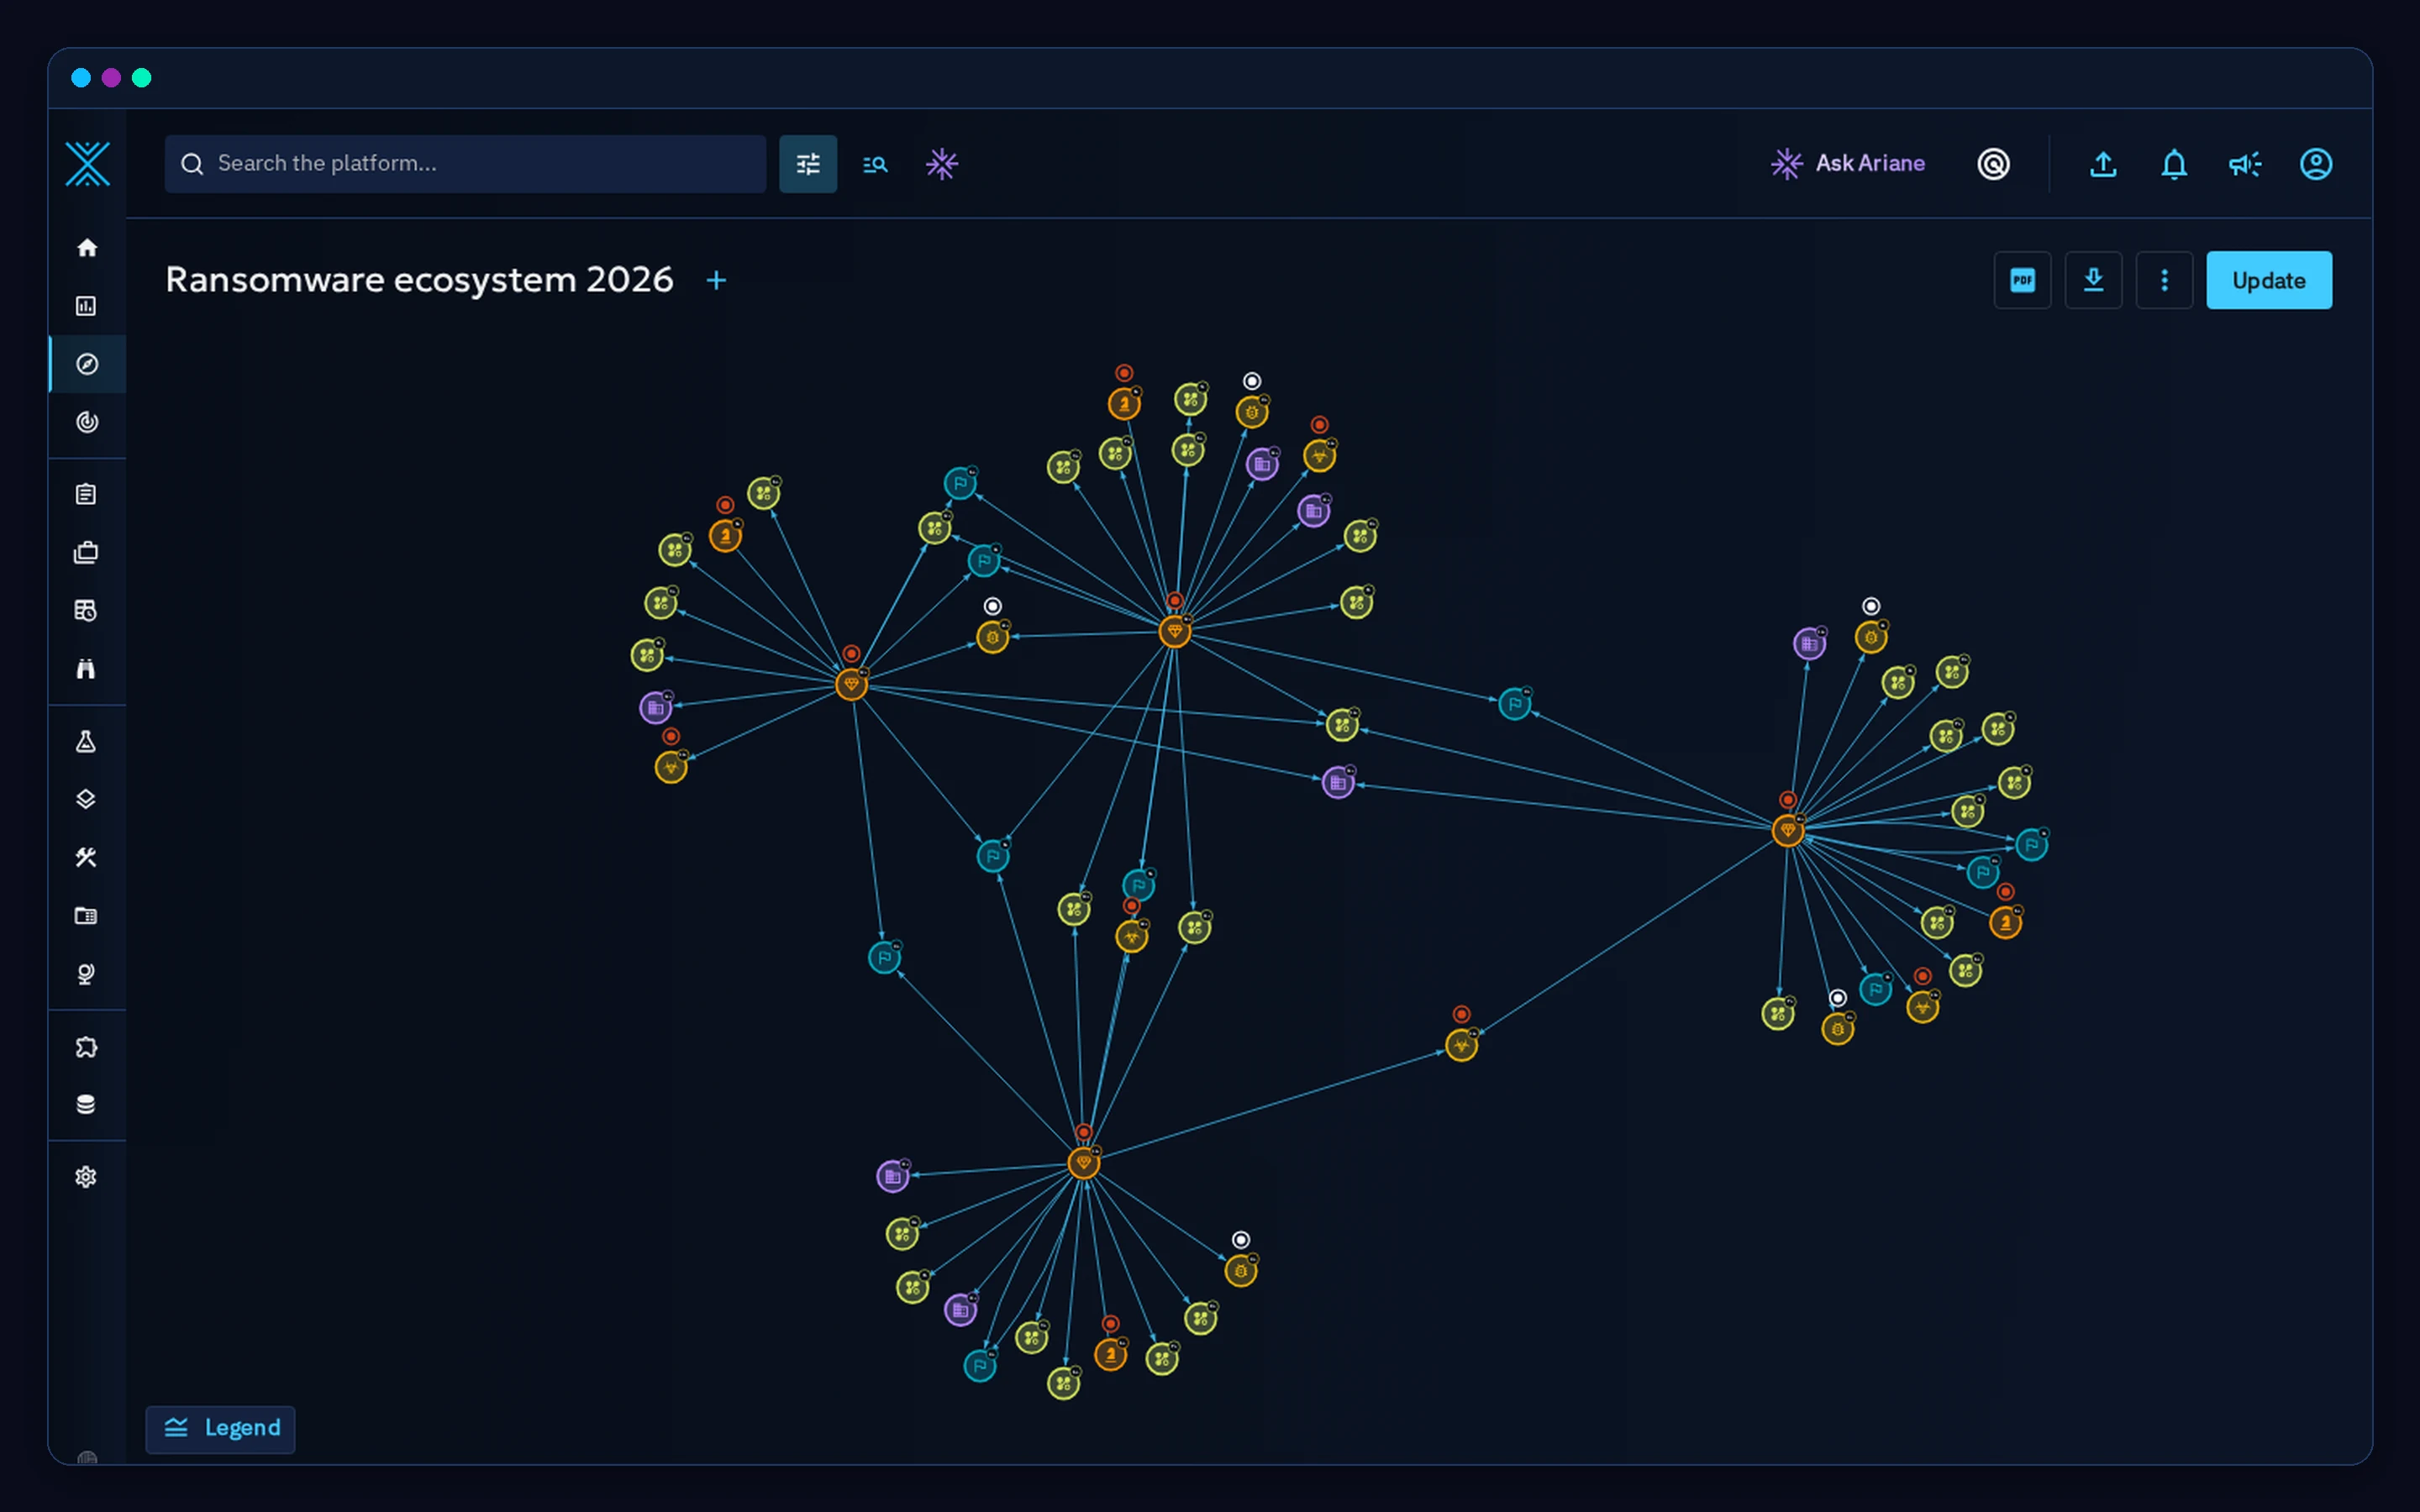 Search the platform...
Ask Ariane
Ransomware ecosystem 2026
PDF
Update
Legend